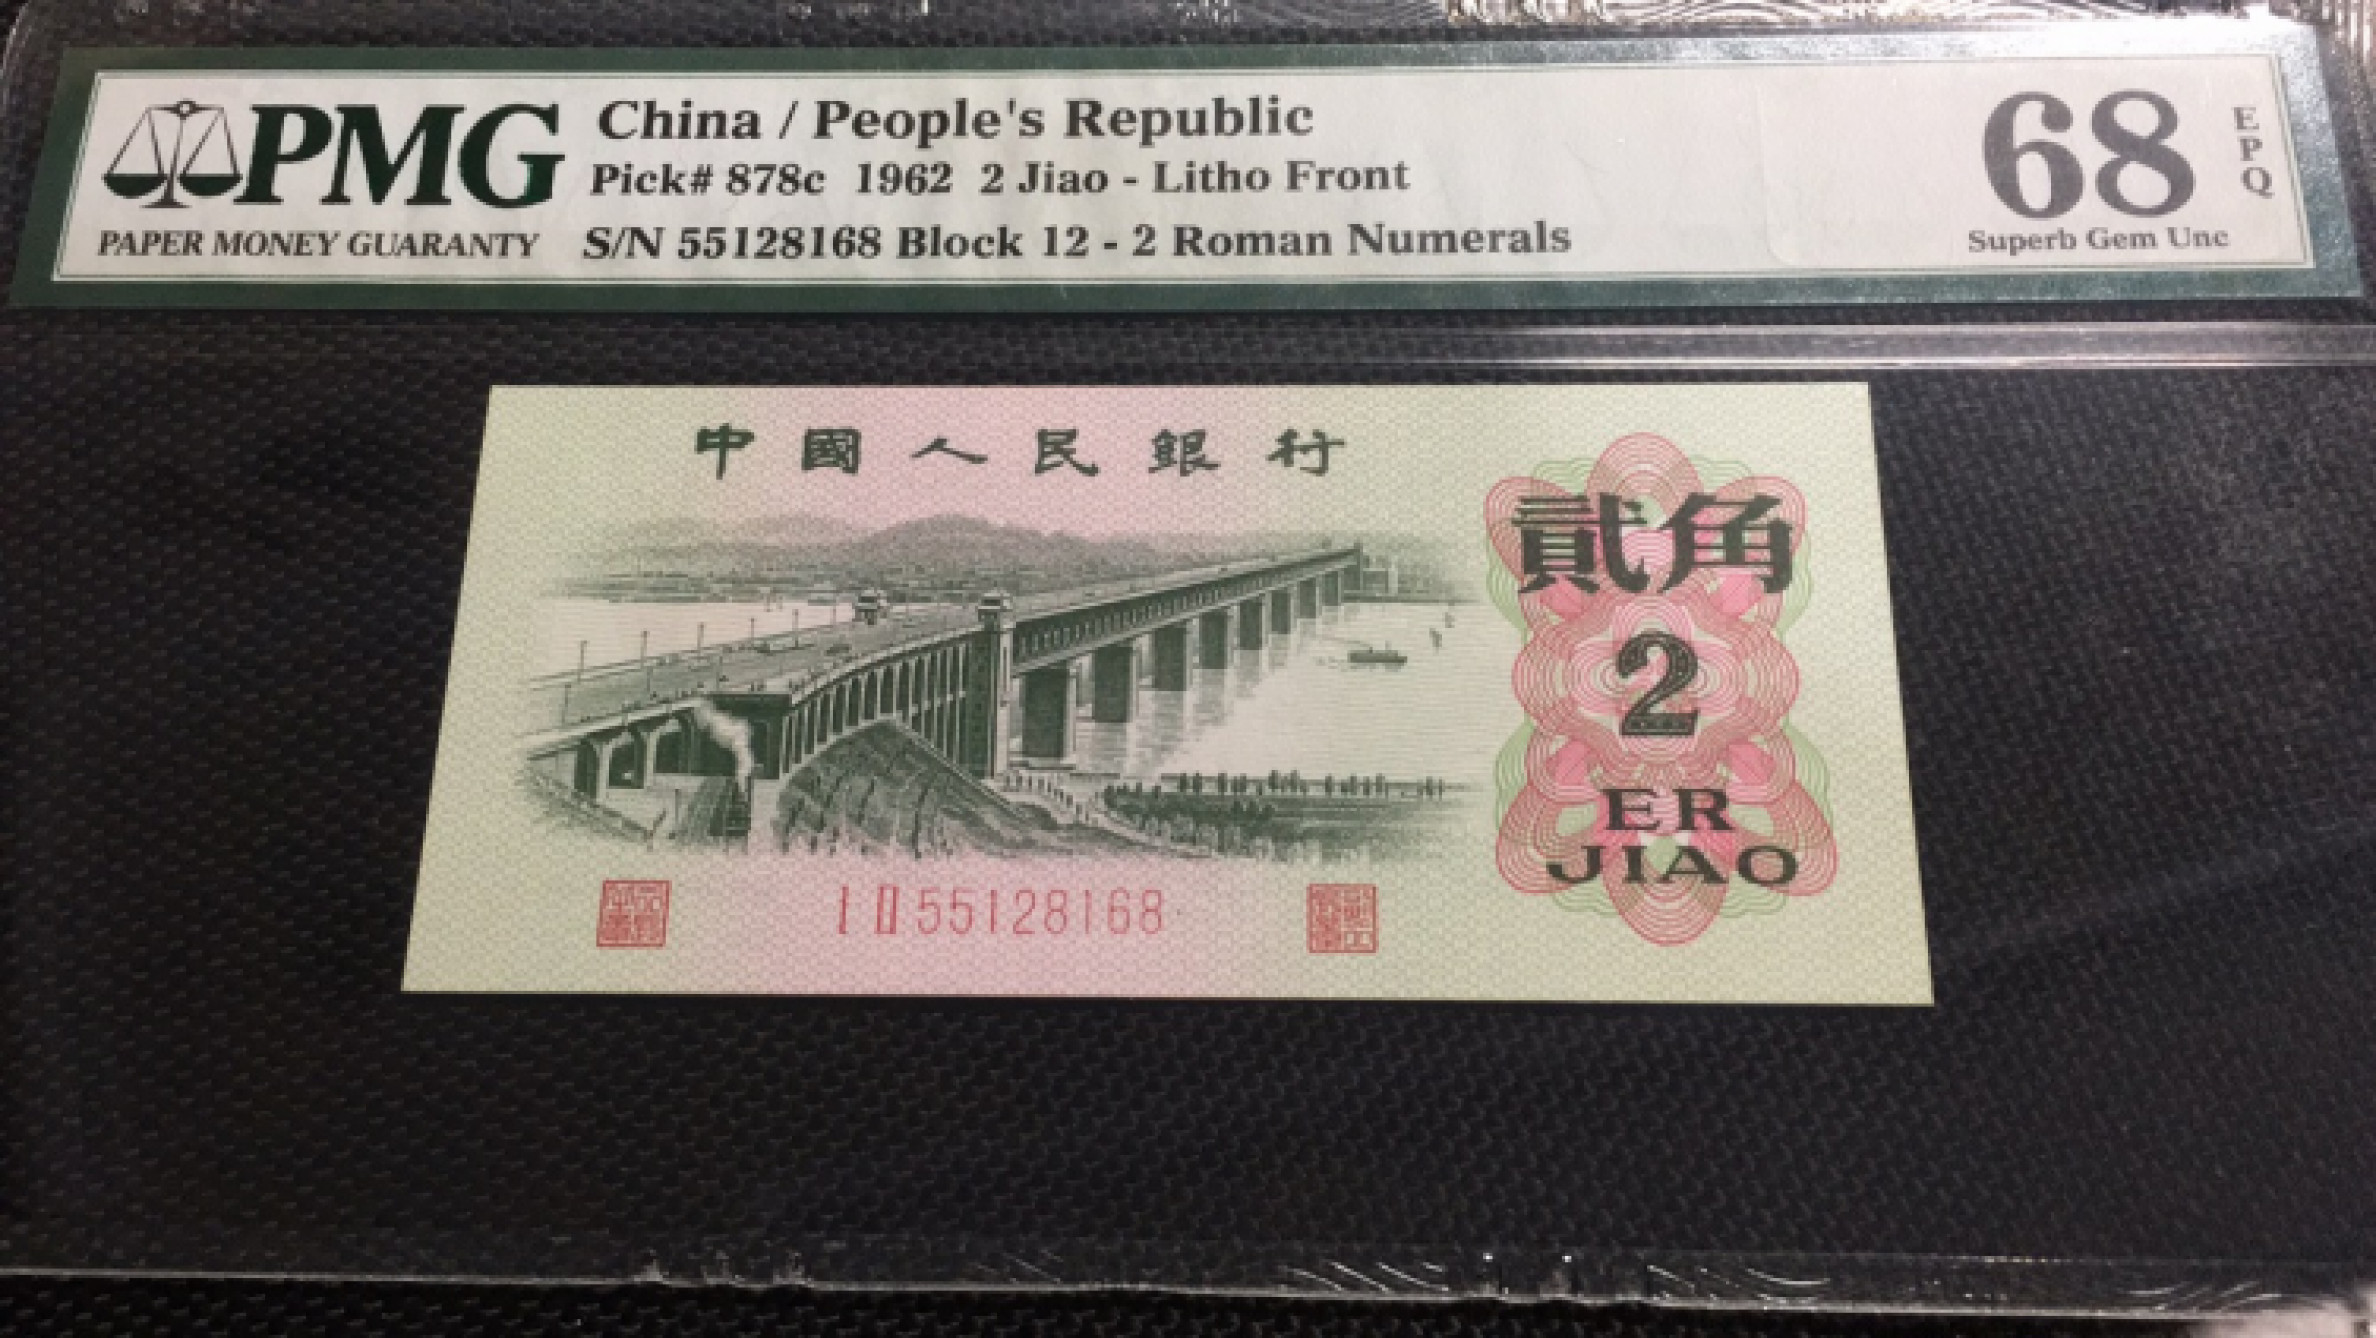 PMG
PAPER MONEY GUARANTY
China / People's Republic
Pick# 878c 1962 2 Jiao - Litho Front
S/N 55128168 Block 12 - 2 Roman Numerals
68
EPQ
Superb Gem Unc
中國人民銀行
貳角
2
ER
JIAO
I II 55128168